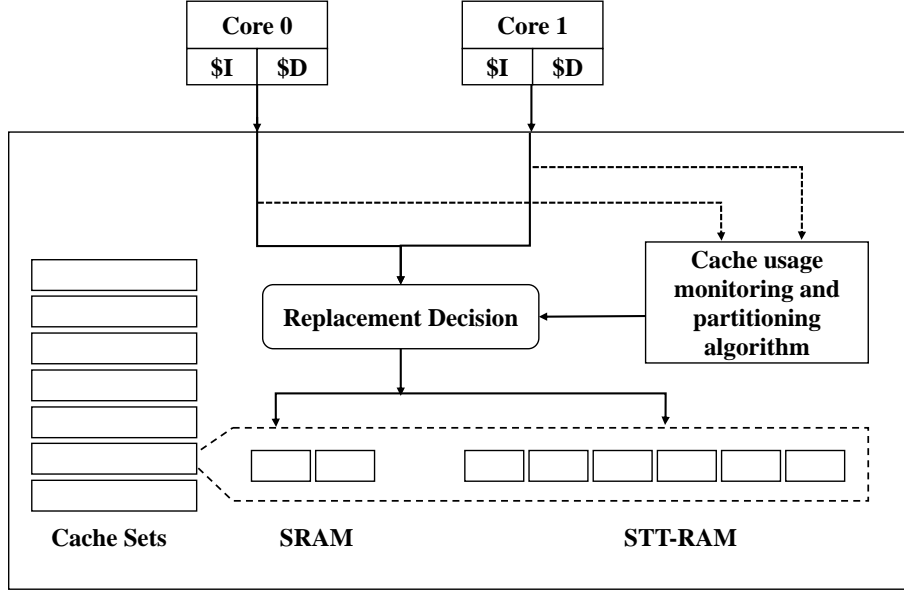 Core 0
Core 1
$I
$D
$I
$D
Cache usage
monitoring and
partitioning
algorithm
Replacement Decision
Cache Sets
SRAM
STT-RAM